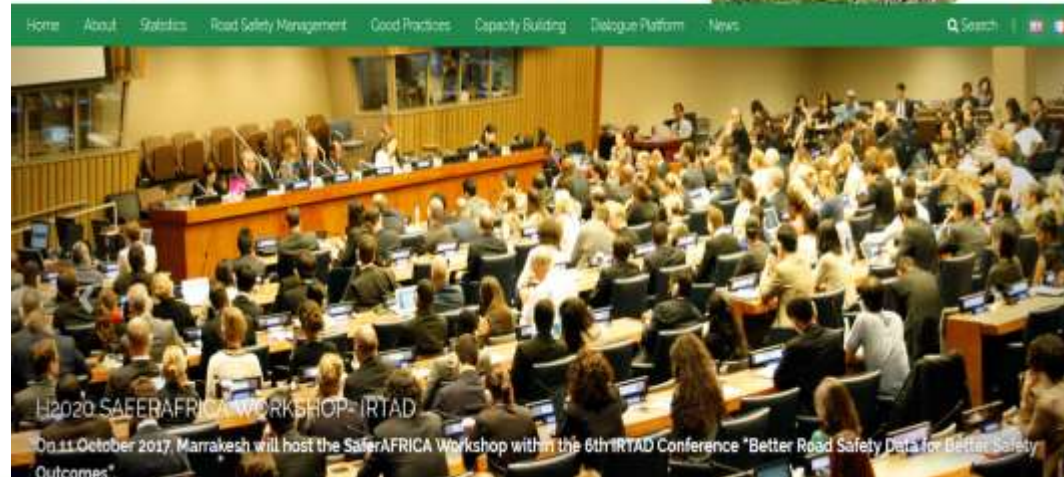 Home About Statistics Road Safety Management Good Practices Capacity Building Dialogue Platform News Search
H2020 SAFERAFRICA WORKSHOP- IRTAD
"On 11 October 2017, Marrakesh will host the SaferAFRICA Workshop within the 6th IRTAD Conference "Better Road Safety Data for Better Safety
Outcomes"